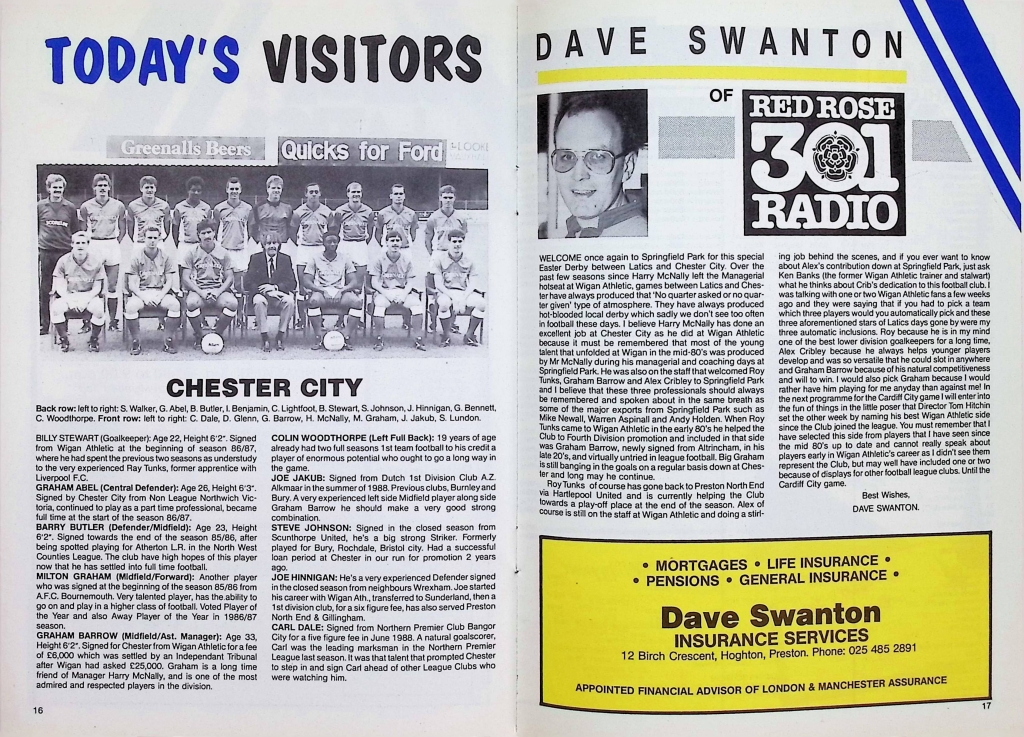 TODAY'S VISITORS
Greenalls Beers
Quicks for Ford
CHESTER CITY
Back row: left to right: S. Walker, G. Abel, B. Butler, I. Benjamin, C. Lightfoot, B. Stewart, S. Johnson, J. Hinnigan, G. Bennett,
C. Woodthorpe. Front row: left to right: C. Dale, D. Glenn, G. Barrow, H. McNally, M. Graham, J. Jakub, S. Lundon.
BILLY STEWART (Goalkeeper): Age 22, Height 6'2". Signed
from Wigan Athletic at the beginning of season 86/87,
where he had spent the previous two seasons as understudy
to the very experienced Ray Tunks, former apprentice with
Liverpool F.C.
GRAHAM ABEL (Central Defender): Age 26, Height 6'3".
Signed by Chester City from Non League Northwich Vic-
toria, continued to play as a part time professional, became
full time at the start of the season 86/87.
BARRY BUTLER (Defender/Midfield): Age 23, Height
6'2". Signed towards the end of the season 85/86, after
being spotted playing for Atherton L.R. in the North West
Counties League. The club have high hopes of this player
now that he has settled into full time football.
MILTON GRAHAM (Midfield/Forward): Another player
who was signed at the beginning of the season 85/86 from
A.F.C. Bournemouth. Very talented player, has the ability to
go on and play in a higher class of football. Voted Player of
the Year and also Away Player of the Year in 1986/87
season.
GRAHAM BARROW (Midfield/Ast. Manager): Age 33,
Height 6'2". Signed for Chester from Wigan Athletic for a fee
of £6,000 which was settled by an Independant Tribunal
after Wigan had asked £25,000. Graham is a long time
friend of Manager Harry McNally, and is one of the most
admired and respected players in the division.
COLIN WOODTHORPE (Left Full Back): 19 years of age
already had two full seasons 1st team football to his credit a
player of enormous potential who ought to go a long way in
the game.
JOE JAKUB: Signed from Dutch 1st Division Club A.Z.
Alkmaar in the summer of 1988. Previous clubs, Burnley and
Bury. A very experienced left side Midfield player along side
Graham Barrow he should make a very good strong
combination.
STEVE JOHNSON: Signed in the closed season from
Scunthorpe United, he's a big strong Striker. Formerly
played for Bury, Rochdale, Bristol city. Had a successful
loan period at Chester in our run for promotion 2 years
ago.
JOE HINNIGAN: He's a very experienced Defender signed
in the closed season from neighbours Wrexham. Joe started
his career with Wigan Ath., transferred to Sunderland, then a
1st division club, for a six figure fee, has also served Preston
North End & Gillingham.
CARL DALE: Signed from Northern Premier Club Bangor
City for a five figure fee in June 1988. A natural goalscorer,
Carl was the leading marksman in the Northern Premier
League last season. It was that talent that prompted Chester
to step in and sign Carl ahead of other League Clubs who
were watching him.
16
DAVE SWANTON
OF
RED ROSE
301
RADIO
WELCOME once again to Springfield Park for this special
Easter Derby between Latics and Chester City. Over the
past few seasons since Harry McNally left the Managerial
holseat at Wigan Athletic, games between Latics and Ches-
ter have always produced that 'No quarter asked or no quar-
ter given' type of atmosphere. They have always produced
hot-blooded local derby which sadly we don't see too often
in football these days. I believe Harry McNally has done an
excellent job at Chester City as he did at Wigan Athletic
because it must be remembered that most of the young
talent that unfolded at Wigan in the mid-80's was produced
by Mr McNally during his managerial and coaching days at
Springfield Park. He was also on the staff that welcomed Roy
Tunks, Graham Barrow and Alex Cribley to Springfield Park
and I believe that these three professionals should always
be remembered and spoken about in the same breath as
some of the major exports from Springfield Park such as
Mike Newall, Warren Aspinall and Andy Holden. When Roy
Tunks came to Wigan Athletic in the early 80's he helped the
Club to Fourth Division promotion and included in that side
was Graham Barrow, newly signed from Altrincham, in his
late 20's, and virtually untried in league football. Big Graham
is still banging in the goals on a regular basis down at Ches-
ter and long may he continue.
Roy Tunks of course has gone back to Preston North End
via Hartlepool United and is currently helping the Club
towards a play-off place at the end of the season. Alex of
course is still on the staff at Wigan Athletic and doing a stirl-
ing job behind the scenes, and if you ever want to know
about Alex's contribution down at Springfield Park, just ask
Ken Banks (the former Wigan Athletic trainer and stalwart)
what he thinks about Crib's dedication to this football club. I
was talking with one or two Wigan Athletic fans a few weeks
ago and they were saying that if you had to pick a team
which three players would you automatically pick and these
three aforementioned stars of Latics days gone by were my
three automatic inclusions. Roy because he is in my mind
one of the best lower division goalkeepers for a long time,
Alex Cribley because he always helps younger players
develop and was so versatile that he could slot in anywhere
and Graham Barrow because of his natural competitiveness
and will to win. I would also pick Graham because I would
rather have him playing for me anyday than against me! In
the next programme for the Cardiff City game I will enter into
the fun of things in the little poser that Director Tom Hitchin
set the other week by naming his best Wigan Athletic side
since the Club joined the league. You must remember that I
have selected this side from players that I have seen since
the mid 80's up to date and cannot really speak about
players early in Wigan Athletic's career as I didn't see them
represent the Club, but may well have included one or two
because of displays for other football league clubs. Until the
Cardiff City game.
Best Wishes,
DAVE SWANTON.
• MORTGAGES • LIFE INSURANCE •
• PENSIONS • GENERAL INSURANCE •
Dave Swanton
INSURANCE SERVICES
12 Birch Crescent, Hoghton, Preston. Phone: 025 485 2891
APPOINTED FINANCIAL ADVISOR OF LONDON & MANCHESTER ASSURANCE
17